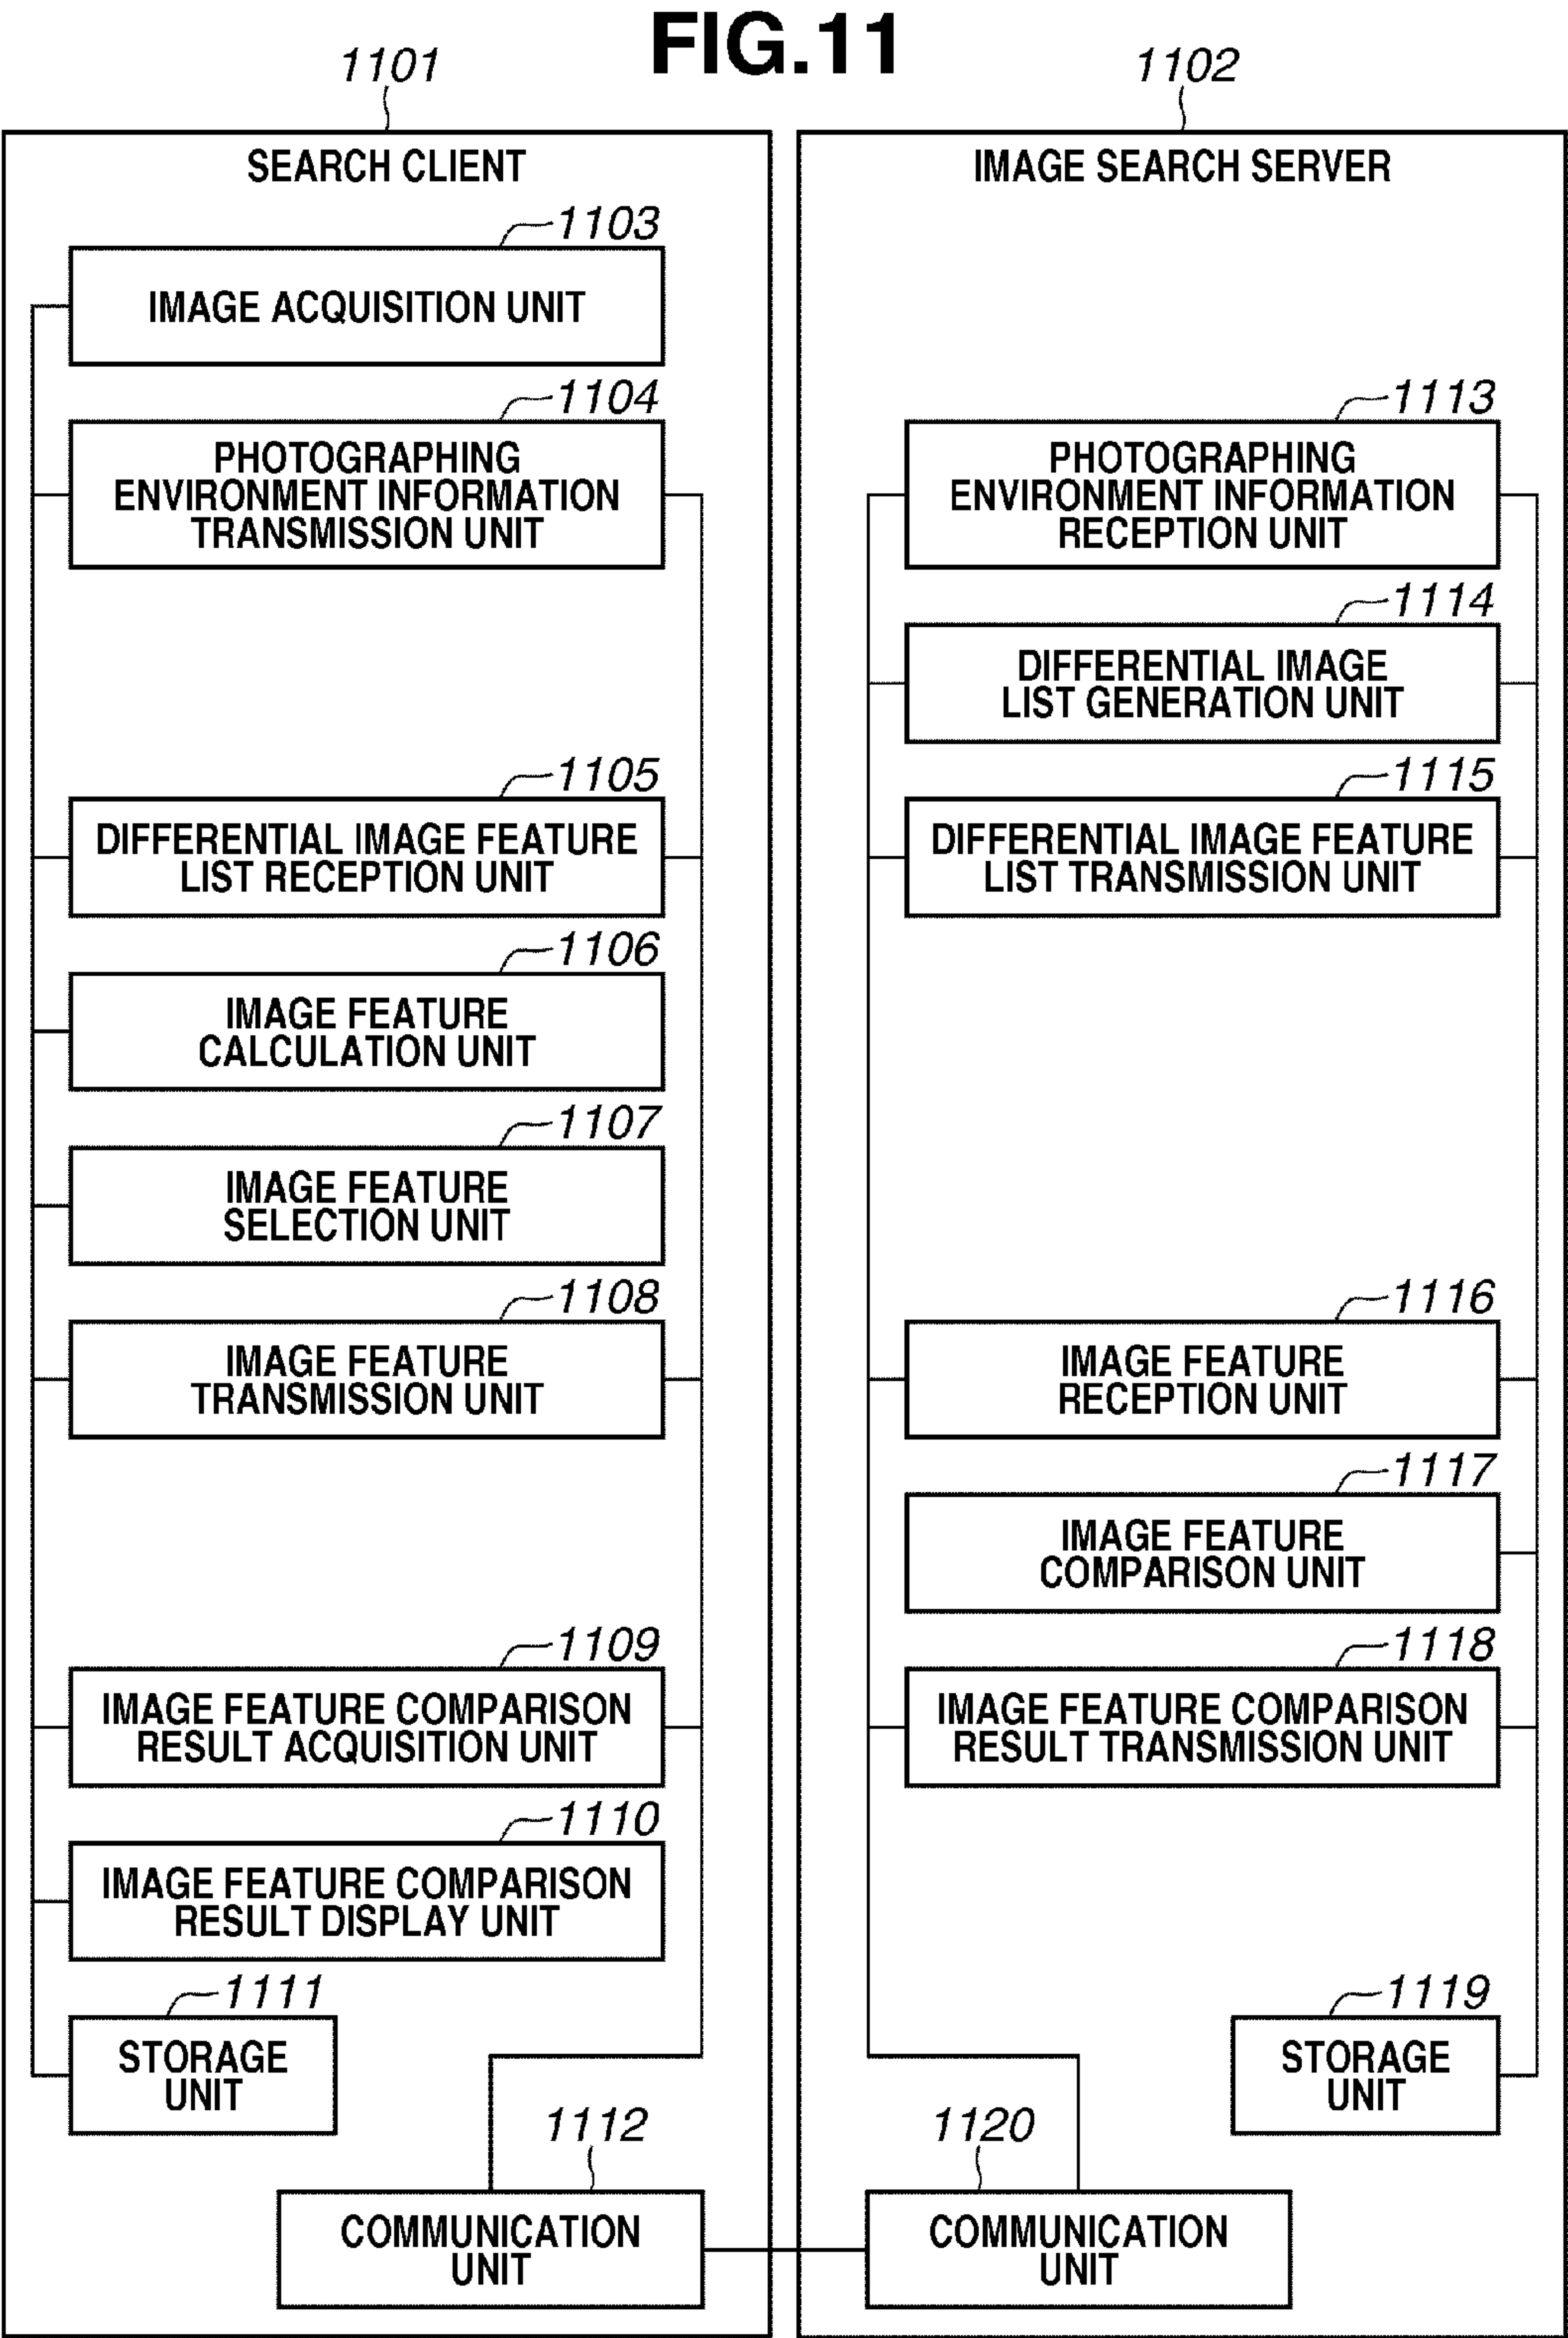 FIG.11
1101
SEARCH CLIENT
1103
IMAGE ACQUISITION UNIT
1104
PHOTOGRAPHING
ENVIRONMENT INFORMATION
TRANSMISSION UNIT
1105
DIFFERENTIAL IMAGE FEATURE
LIST RECEPTION UNIT
1106
IMAGE FEATURE
CALCULATION UNIT
1107
IMAGE FEATURE
SELECTION UNIT
1108
IMAGE FEATURE
TRANSMISSION UNIT
1109
IMAGE FEATURE COMPARISON
RESULT ACQUISITION UNIT
1110
IMAGE FEATURE COMPARISON
RESULT DISPLAY UNIT
1111
STORAGE
UNIT
1112
COMMUNICATION
UNIT
1102
IMAGE SEARCH SERVER
1113
PHOTOGRAPHING
ENVIRONMENT INFORMATION
RECEPTION UNIT
1114
DIFFERENTIAL IMAGE
LIST GENERATION UNIT
1115
DIFFERENTIAL IMAGE FEATURE
LIST TRANSMISSION UNIT
1116
IMAGE FEATURE
RECEPTION UNIT
1117
IMAGE FEATURE
COMPARISON UNIT
1118
IMAGE FEATURE COMPARISON
RESULT TRANSMISSION UNIT
1119
STORAGE
UNIT
1120
COMMUNICATION
UNIT